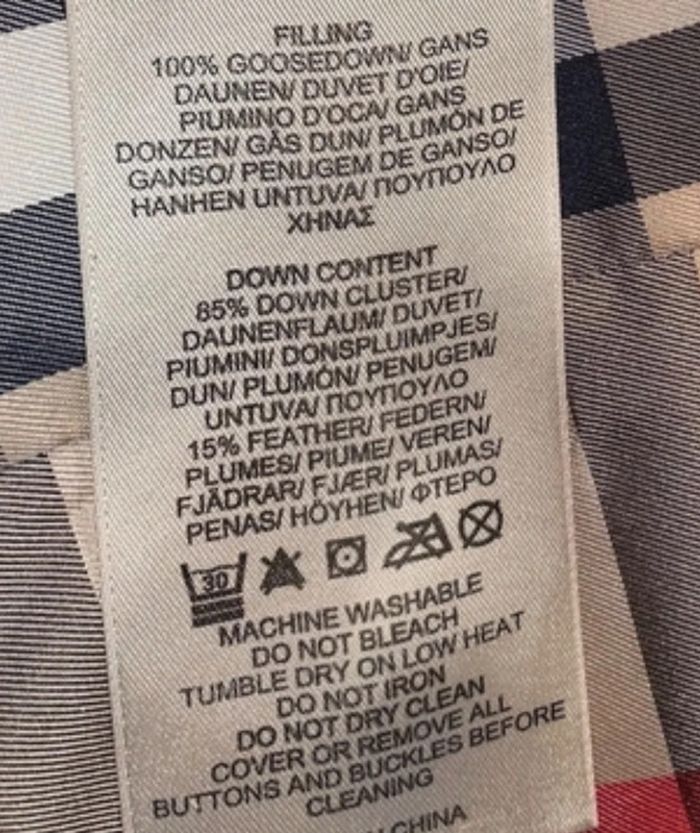 FILLING
100% GOOSEDOWN/ GANS
DAUNEN/ DUVET D'OIE/
PIUMINO D'OCA/ GANS
DONZEN/ GÅS DUN/ PLUMÓN DE
GANSO/ PENUGEM DE GANSO/
HANHEN UNTUVA/ ΠΟΥΠΟΥΛΟ
ΧΗΝΑΣ
DOWN CONTENT
85% DOWN CLUSTER/
DAUNENFLAUM/ DUVET/
PIUMINI/ DONSPLUIMPJES/
DUN/ PLUMÓN/ PENUGEM/
UNTUVA/ ΠΟΥΠΟΥΛΟ
15% FEATHER/ FEDERN/
PLUMES/ PIUME/ VEREN/
FJÄDRAR/ FJÆR/ PLUMAS/
PENAS/ HÖYHEN/ ΦΤΕΡΟ
30
MACHINE WASHABLE
DO NOT BLEACH
TUMBLE DRY ON LOW HEAT
DO NOT IRON
DO NOT DRY CLEAN
COVER OR REMOVE ALL
BUTTONS AND BUCKLES BEFORE
CLEANING
CHINA